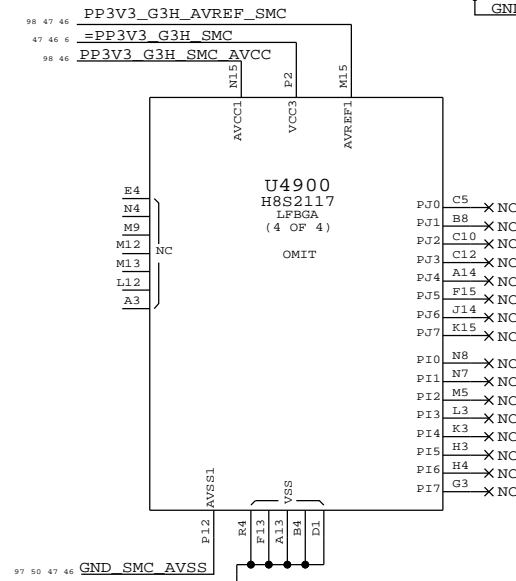 GND
98 47 46 PP3V3_G3H_AVREF_SMC
47 46 6 =PP3V3_G3H_SMC
98 46 PP3V3_G3H_SMC_AVCC
N15
P2
M15
AVCC1
VCC3
AVREF1
U4900
H8S2117
LFBGA
(4 OF 4)
OMIT
E4
N4
M9
M12
M13
L12
A3
NC
PJ0 C5 NC
PJ1 B8 NC
PJ2 C10 NC
PJ3 C12 NC
PJ4 A14 NC
PJ5 F15 NC
PJ6 J14 NC
PJ7 K15 NC
PI0 N8 NC
PI1 N7 NC
PI2 M5 NC
PI3 L3 NC
PI4 K3 NC
PI5 H3 NC
PI6 H4 NC
PI7 G3 NC
AVSS1
VSS
P12
R4
F13
A13
B4
D1
97 50 47 46 GND_SMC_AVSS